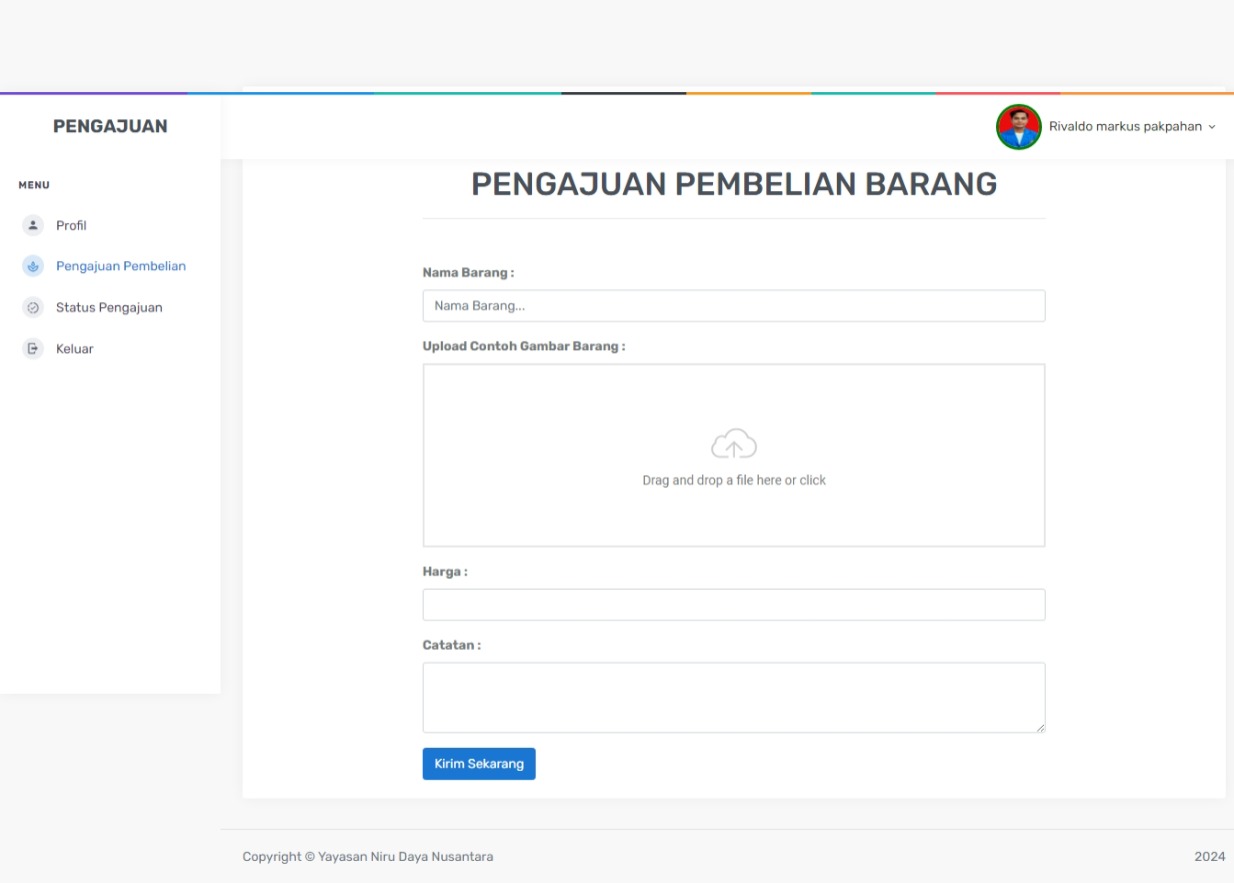 PENGAJUAN
Rivaldo markus pakpahan
MENU
Profil
Pengajuan Pembelian
Status Pengajuan
Keluar
PENGAJUAN PEMBELIAN BARANG
Nama Barang :
Nama Barang...
Upload Contoh Gambar Barang :
Drag and drop a file here or click
Harga :
Catatan :
Kirim Sekarang
Copyright © Yayasan Niru Daya Nusantara
2024